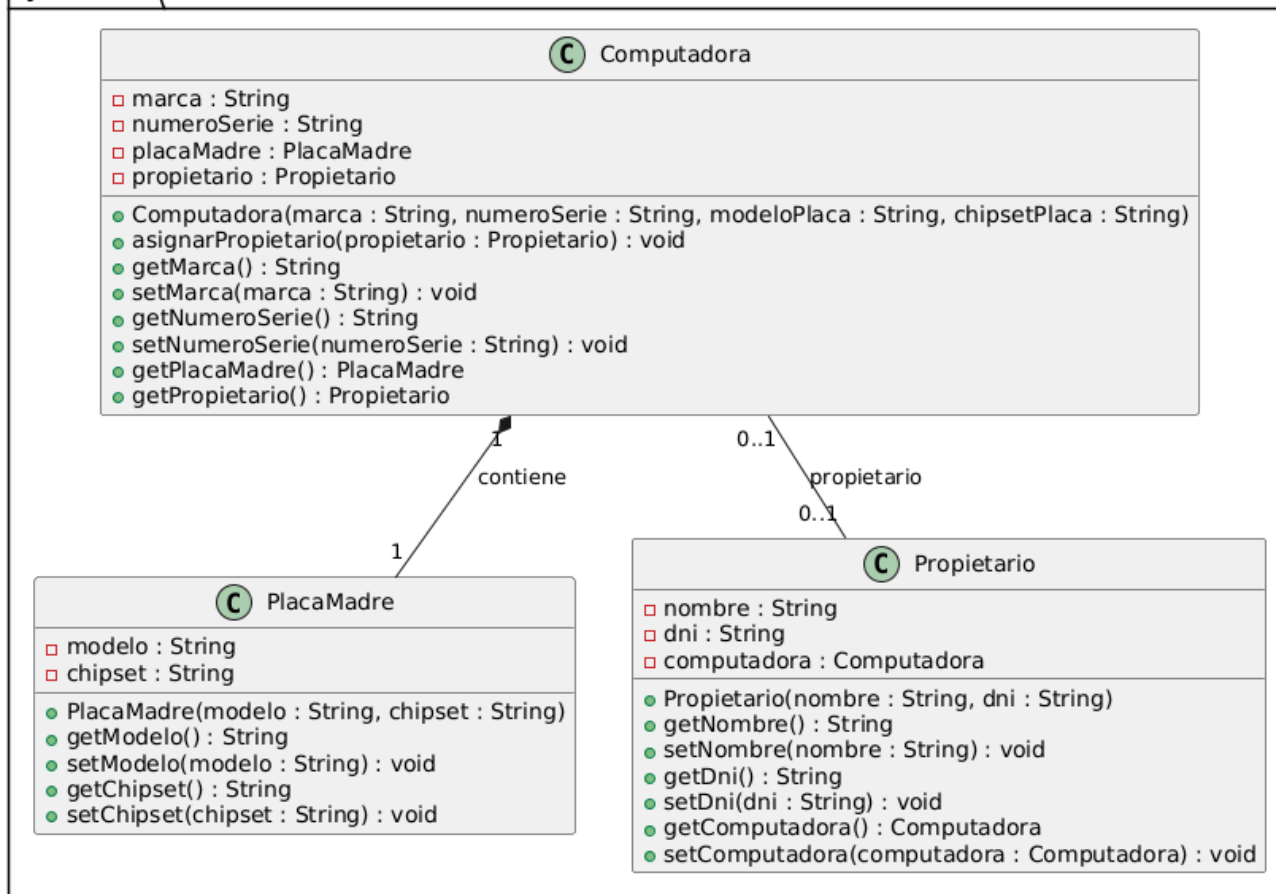 C Computadora
marca : String
numeroSerie : String
placaMadre : PlacaMadre
propietario : Propietario
Computadora(marca : String, numeroSerie : String, modeloPlaca : String, chipsetPlaca : String)
asignarPropietario(propietario : Propietario) : void
getMarca() : String
setMarca(marca : String) : void
getNumeroSerie() : String
setNumeroSerie(numeroSerie : String) : void
getPlacaMadre() : PlacaMadre
getPropietario() : Propietario
1
0..1
contiene
propietario
0..1
1
C PlacaMadre
modelo : String
chipset : String
PlacaMadre(modelo : String, chipset : String)
getModelo() : String
setModelo(modelo : String) : void
getChipset() : String
setChipset(chipset : String) : void
C Propietario
nombre : String
dni : String
computadora : Computadora
Propietario(nombre : String, dni : String)
getNombre() : String
setNombre(nombre : String) : void
getDni() : String
setDni(dni : String) : void
getComputadora() : Computadora
setComputadora(computadora : Computadora) : void